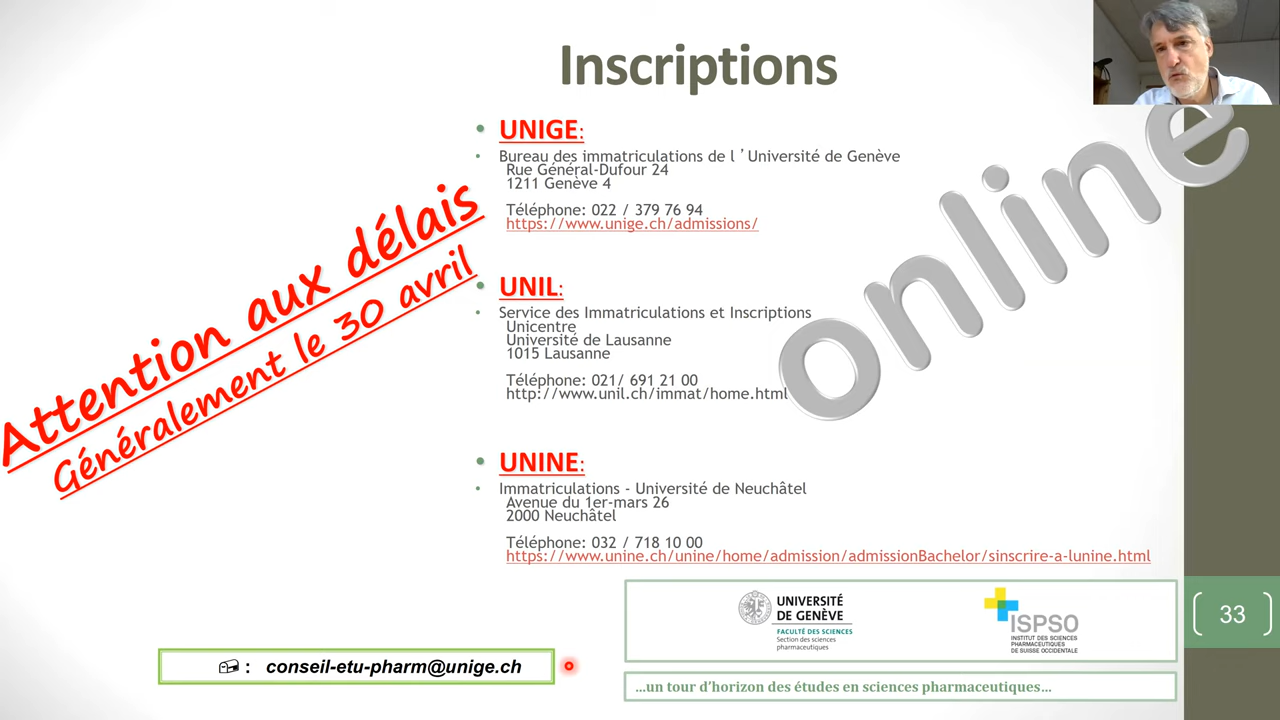 Inscriptions
online
Attention aux délais
Généralement le 30 avril
UNIGE:
Bureau des immatriculations de l ’Université de Genève
Rue Général-Dufour 24
1211 Genève 4
Téléphone: 022 / 379 76 94
https://www.unige.ch/admissions/
UNIL:
Service des Immatriculations et Inscriptions
Unicentre
Université de Lausanne
1015 Lausanne
Téléphone: 021/ 691 21 00
http://www.unil.ch/immat/home.html
UNINE:
Immatriculations - Université de Neuchâtel
Avenue du 1er-mars 26
2000 Neuchâtel
Téléphone: 032 / 718 10 00
https://www.unine.ch/unine/home/admission/admissionBachelor/sinscrire-a-lunine.html
UNIVERSITÉ
DE GENÈVE
FACULTÉ DES SCIENCES
Section des sciences
pharmaceutiques
ISPSO
INSTITUT DES SCIENCES
PHARMACEUTIQUES
DE SUISSE OCCIDENTALE
33
: conseil-etu-pharm@unige.ch
...un tour d’horizon des études en sciences pharmaceutiques...